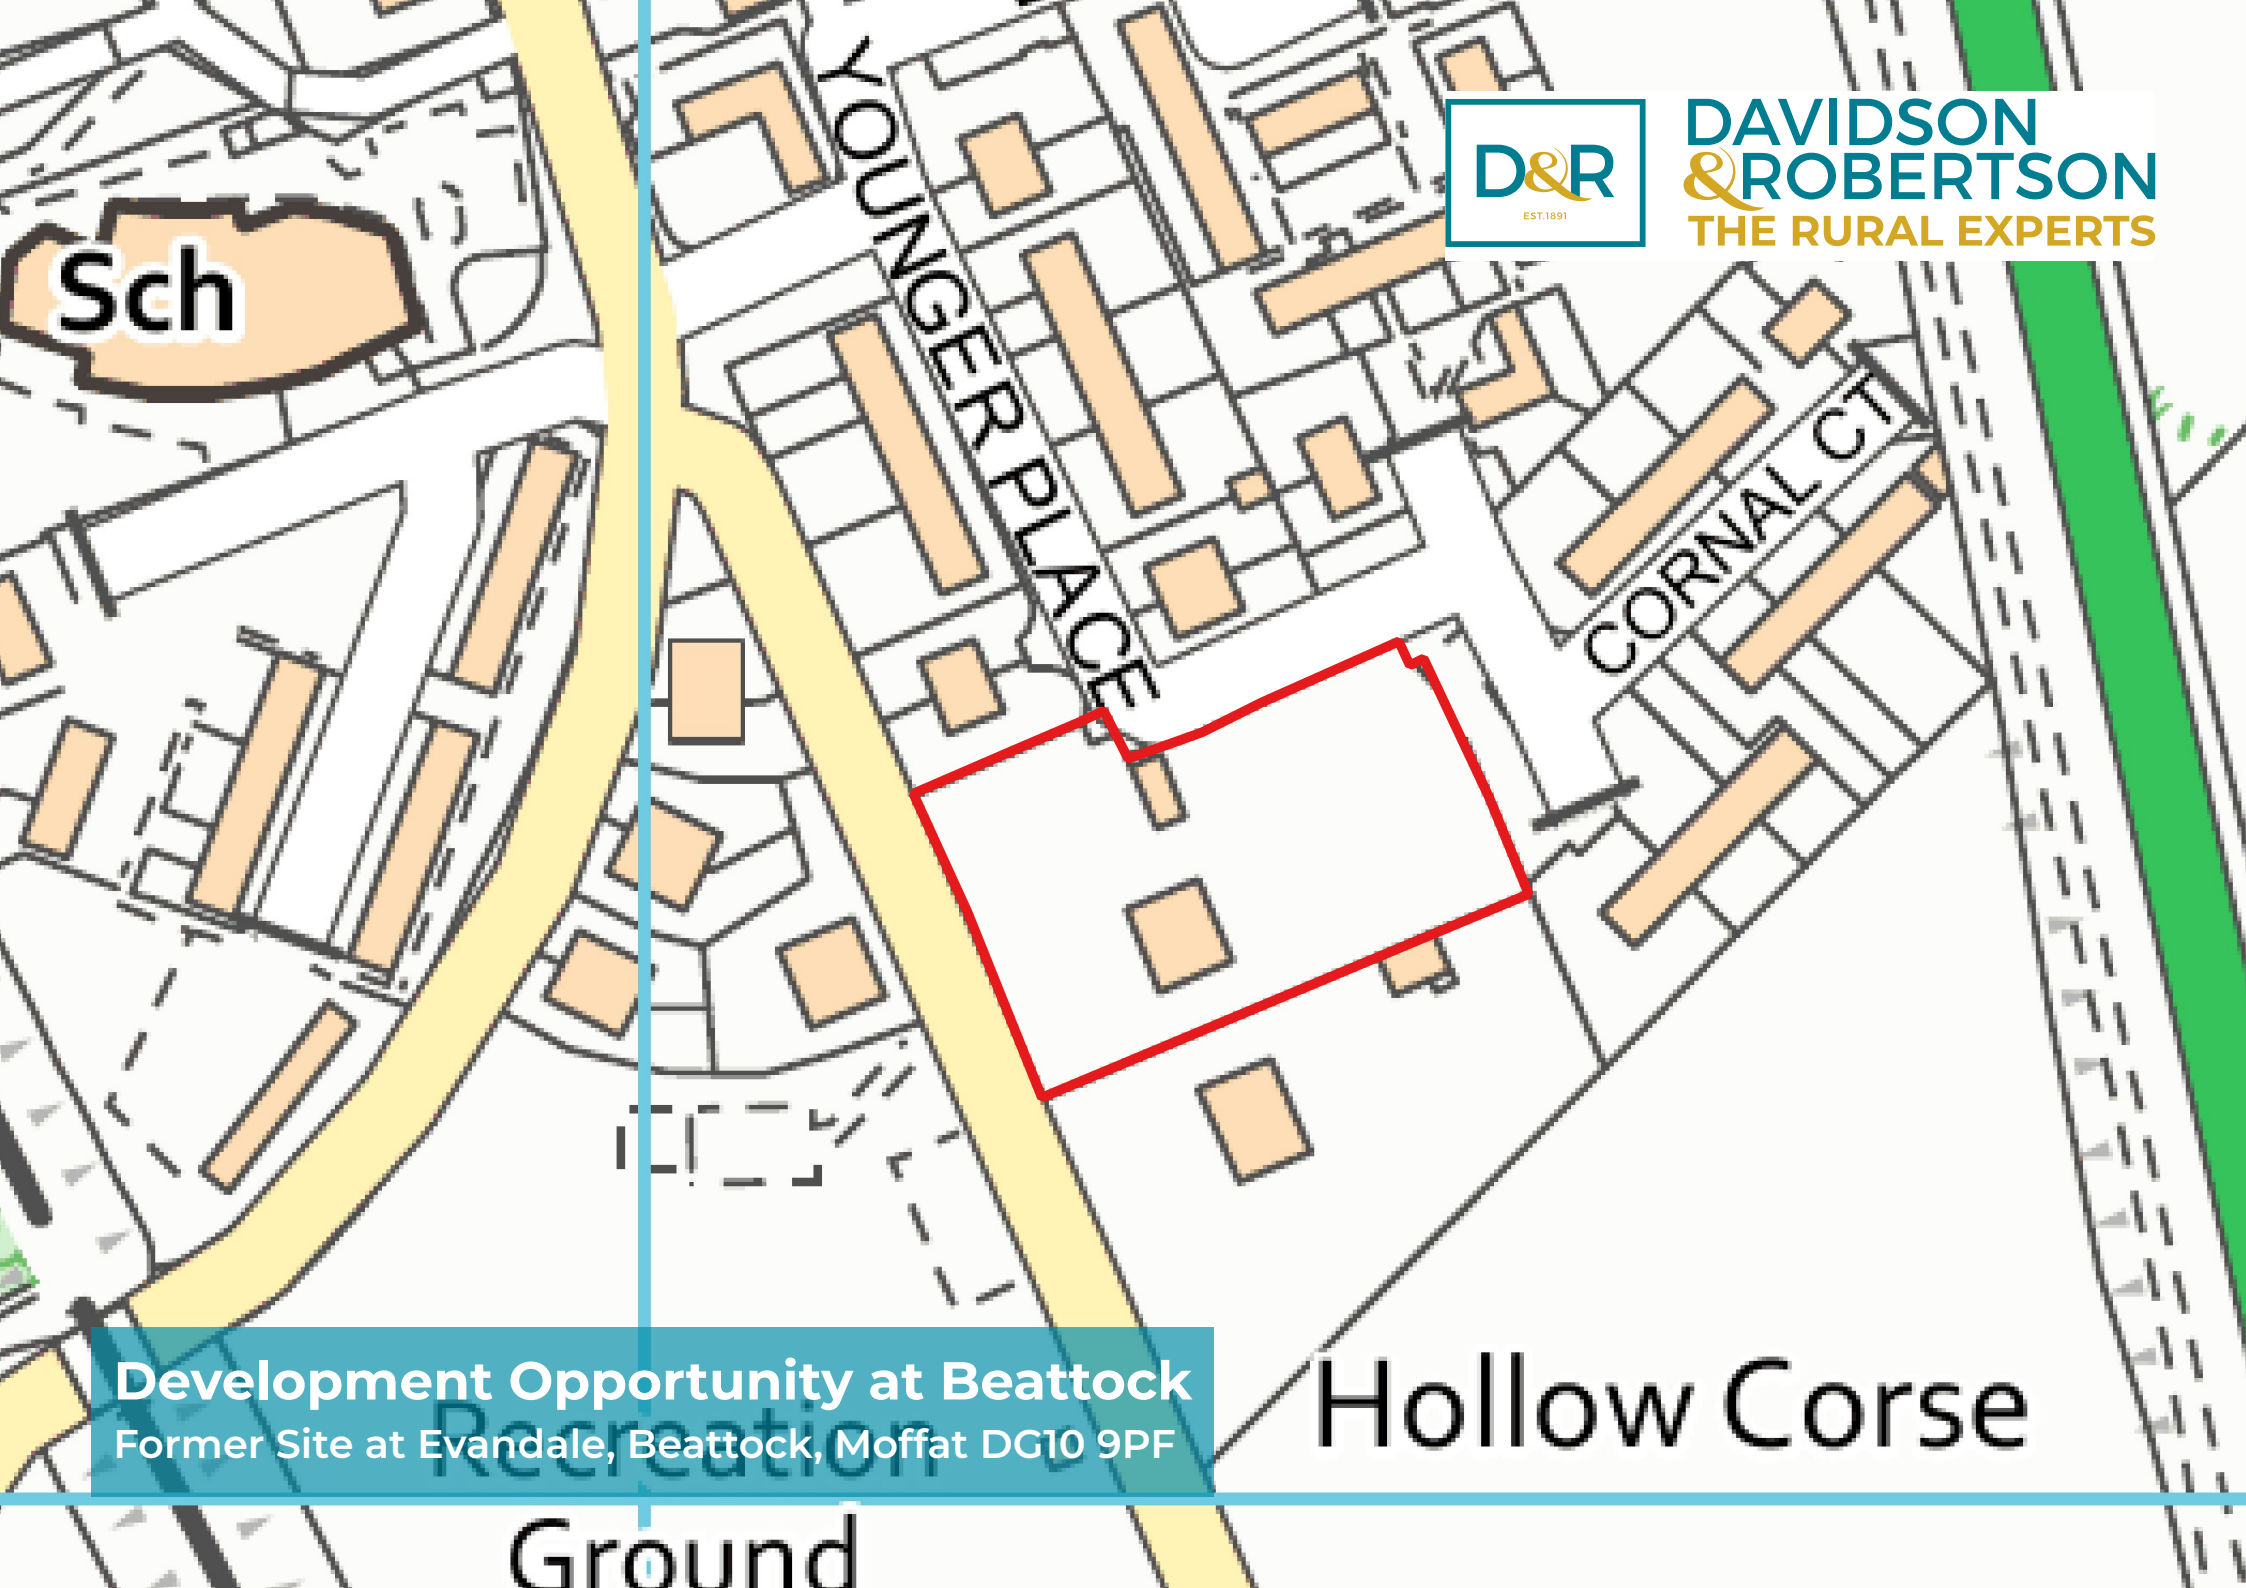 YOUNGER PLACE
D&R
EST.1891
DAVIDSON
&ROBERTSON
THE RURAL EXPERTS
Sch
CORNAL CT
Development Opportunity at Beattock
Former Site at Evandale, Beattock, Moffat DG10 9PF
Hollow Corse
Recreation
Ground